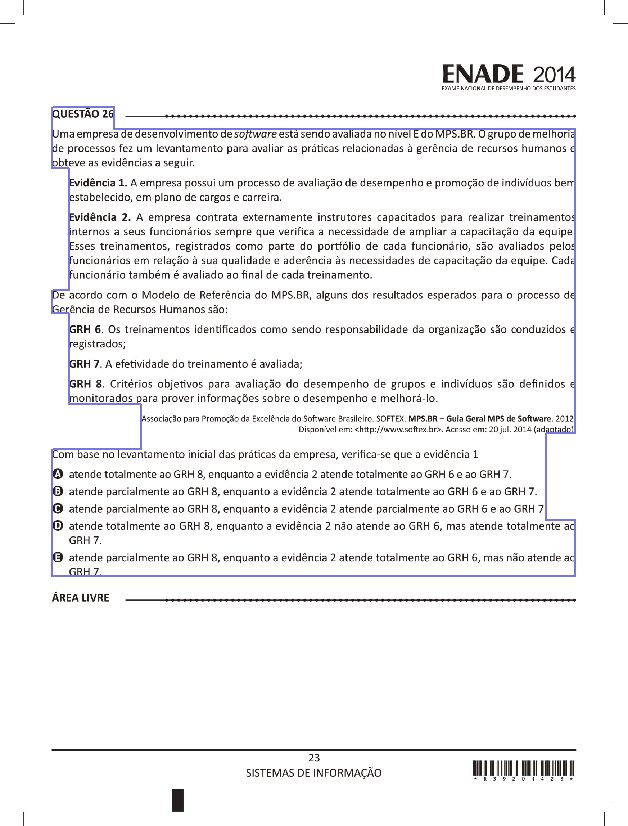 ENADE 2014
EXAME NACIONAL DE DESEMPENHO DOS ESTUDANTES
QUESTÃO 26
Uma empresa de desenvolvimento de software está sendo avaliada no nível E do MPS.BR. O grupo de melhoria
de processos fez um levantamento para avaliar as práticas relacionadas à gerência de recursos humanos e
obteve as evidências a seguir.
Evidência 1. A empresa possui um processo de avaliação de desempenho e promoção de indivíduos bem
estabelecido, em plano de cargos e carreira.
Evidência 2. A empresa contrata externamente instrutores capacitados para realizar treinamentos
internos a seus funcionários sempre que verifica a necessidade de ampliar a capacitação da equipe.
Esses treinamentos, registrados como parte do portfólio de cada funcionário, são avaliados pelos
funcionários em relação à sua qualidade e aderência às necessidades de capacitação da equipe. Cada
funcionário também é avaliado ao final de cada treinamento.
De acordo com o Modelo de Referência do MPS.BR, alguns dos resultados esperados para o processo de
Gerência de Recursos Humanos são:
GRH 6. Os treinamentos identificados como sendo responsabilidade da organização são conduzidos e
registrados;
GRH 7. A efetividade do treinamento é avaliada;
GRH 8. Critérios objetivos para avaliação do desempenho de grupos e indivíduos são definidos e
monitorados para prover informações sobre o desempenho e melhorá-lo.
Associação para Promoção da Excelência do Software Brasileiro, SOFTEX. MPS.BR – Guia Geral MPS de Software. 2012
Disponível em: <http://www.softex.br>. Acesse em: 20 jul. 2014 (adaptado)
Com base no levantamento inicial das práticas da empresa, verifica-se que a evidência 1
A atende totalmente ao GRH 8, enquanto a evidência 2 atende totalmente ao GRH 6 e ao GRH 7.
B atende parcialmente ao GRH 8, enquanto a evidência 2 atende totalmente ao GRH 6 e ao GRH 7.
C atende parcialmente ao GRH 8, enquanto a evidência 2 atende parcialmente ao GRH 6 e ao GRH 7
D atende totalmente ao GRH 8, enquanto a evidência 2 não atende ao GRH 6, mas atende totalmente ao
GRH 7.
E atende parcialmente ao GRH 8, enquanto a evidência 2 atende totalmente ao GRH 6, mas não atende ao
GRH 7.
ÁREA LIVRE
23
SISTEMAS DE INFORMAÇÃO
* R 3 9 2 0 1 4 2 3 *